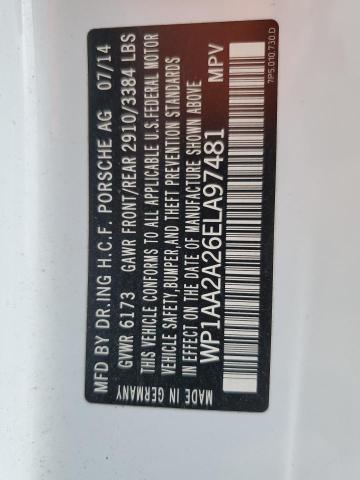 MFD BY DR.ING H.C.F. PORSCHE AG 07/14
GVWR 6173 GAWR FRONT/REAR 2910/3384 LBS
THIS VEHICLE CONFORMS TO ALL APPLICABLE U.S.FEDERAL MOTOR
VEHICLE SAFETY,BUMPER,AND THEFT PREVENTION STANDARDS
IN EFFECT ON THE DATE OF MANUFACTURE SHOWN ABOVE
WP1AA2A26ELA97481 MPV
MADE IN GERMANY
7P5.010.730.D